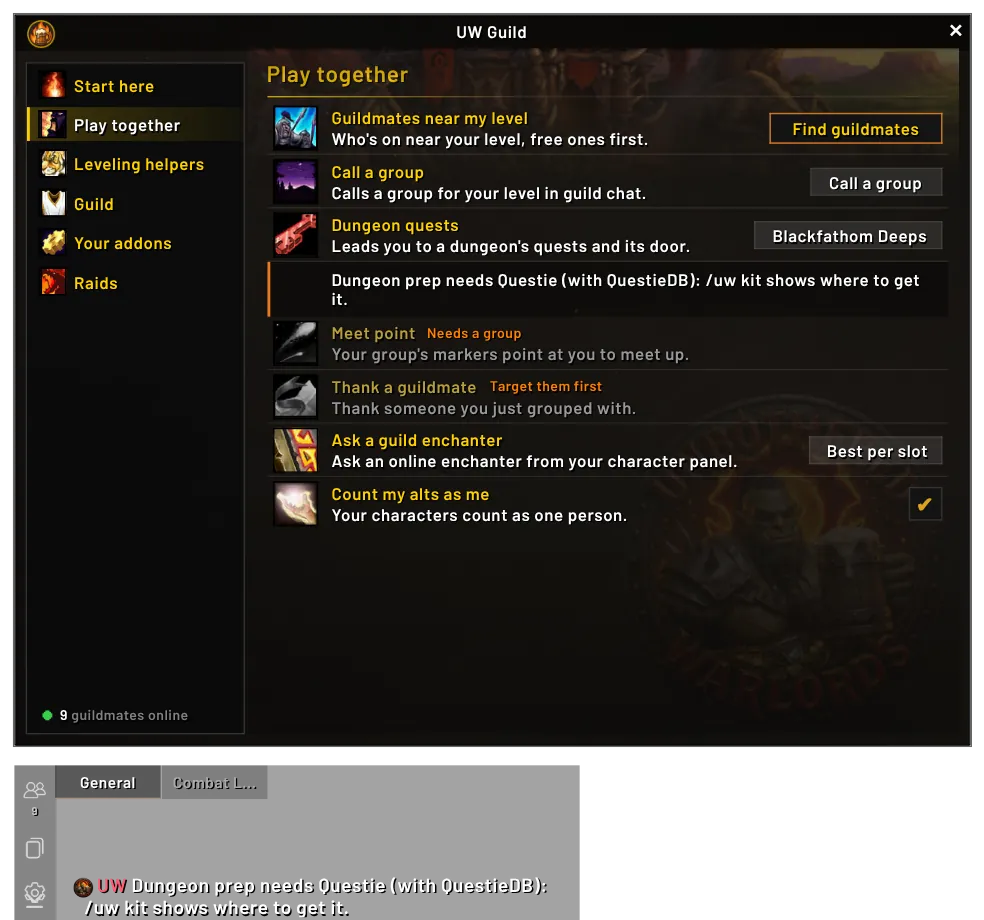 UW Guild
Start here
Play together
Leveling helpers
Guild
Your addons
Raids
9 guildmates online
Play together
Guildmates near my level
Who's on near your level, free ones first.
Find guildmates
Call a group
Calls a group for your level in guild chat.
Call a group
Dungeon quests
Leads you to a dungeon's quests and its door.
Blackfathom Deeps
Dungeon prep needs Questie (with QuestieDB): /uw kit shows where to get
it.
Meet point Needs a group
Your group's markers point at you to meet up.
Thank a guildmate Target them first
Thank someone you just grouped with.
Ask a guild enchanter
Ask an online enchanter from your character panel.
Best per slot
Count my alts as me
Your characters count as one person.
WARLORDS
General
Combat L...
9
UW Dungeon prep needs Questie (with QuestieDB):
/uw kit shows where to get it.